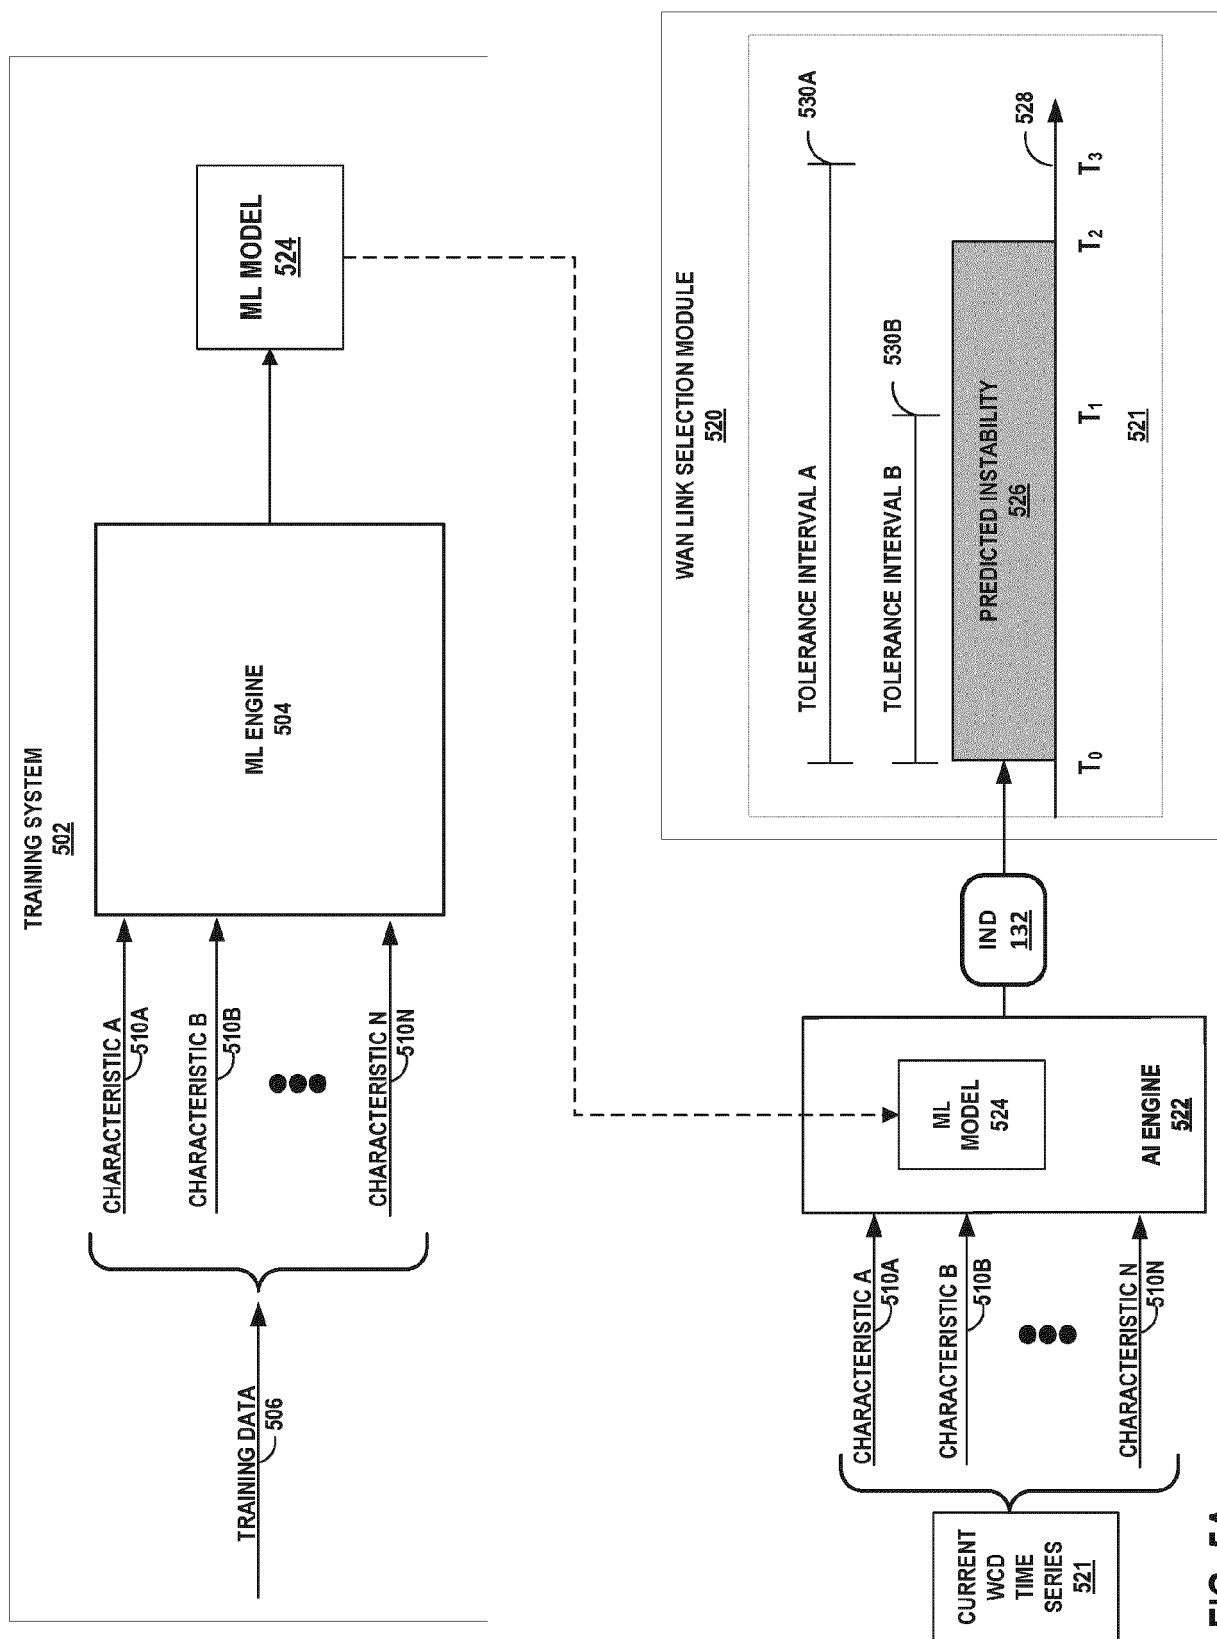 TRAINING SYSTEM
502
TRAINING DATA
506
CHARACTERISTIC A
510A
CHARACTERISTIC B
510B
CHARACTERISTIC N
510N
ML ENGINE
504
ML MODEL
524
CURRENT
WCD
TIME
SERIES
521
CHARACTERISTIC A
510A
CHARACTERISTIC B
510B
CHARACTERISTIC N
510N
ML
MODEL
524
AI ENGINE
522
IND
132
WAN LINK SELECTION MODULE
520
TOLERANCE INTERVAL A
530A
TOLERANCE INTERVAL B
530B
PREDICTED INSTABILITY
526
528
T0
T1
T2
T3
521
FIG. 5A